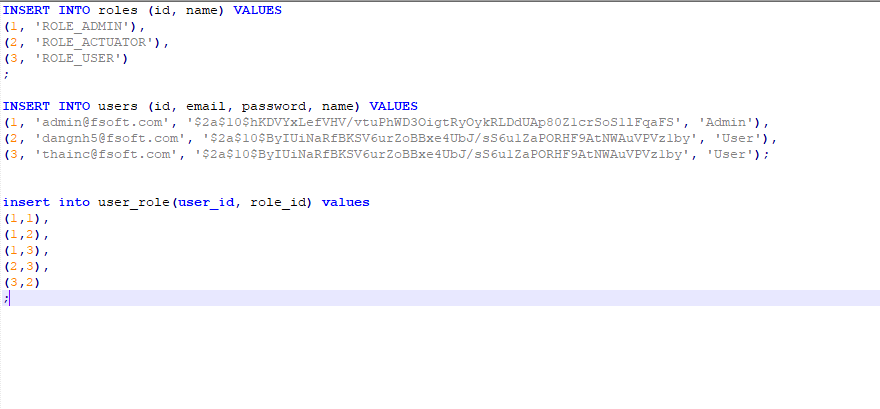 INSERT INTO roles (id, name) VALUES
(1, 'ROLE_ADMIN'),
(2, 'ROLE_ACTUATOR'),
(3, 'ROLE_USER')
;
INSERT INTO users (id, email, password, name) VALUES
(1, 'admin@fsoft.com', '$2a$10$hKDVYxLefVHV/vtuPhWD3OigtRyOykRLDdUAp80Z1crSoS1lFqaFS', 'Admin'),
(2, 'dangnh5@fsoft.com', '$2a$10$ByIUiNaRfBKSV6urZoBBxe4UbJ/sS6u1ZaPORHF9AtNWAuVPVz1by', 'User'),
(3, 'thainc@fsoft.com', '$2a$10$ByIUiNaRfBKSV6urZoBBxe4UbJ/sS6u1ZaPORHF9AtNWAuVPVz1by', 'User');
insert into user_role(user_id, role_id) values
(1,1),
(1,2),
(1,3),
(2,3),
(3,2)
;